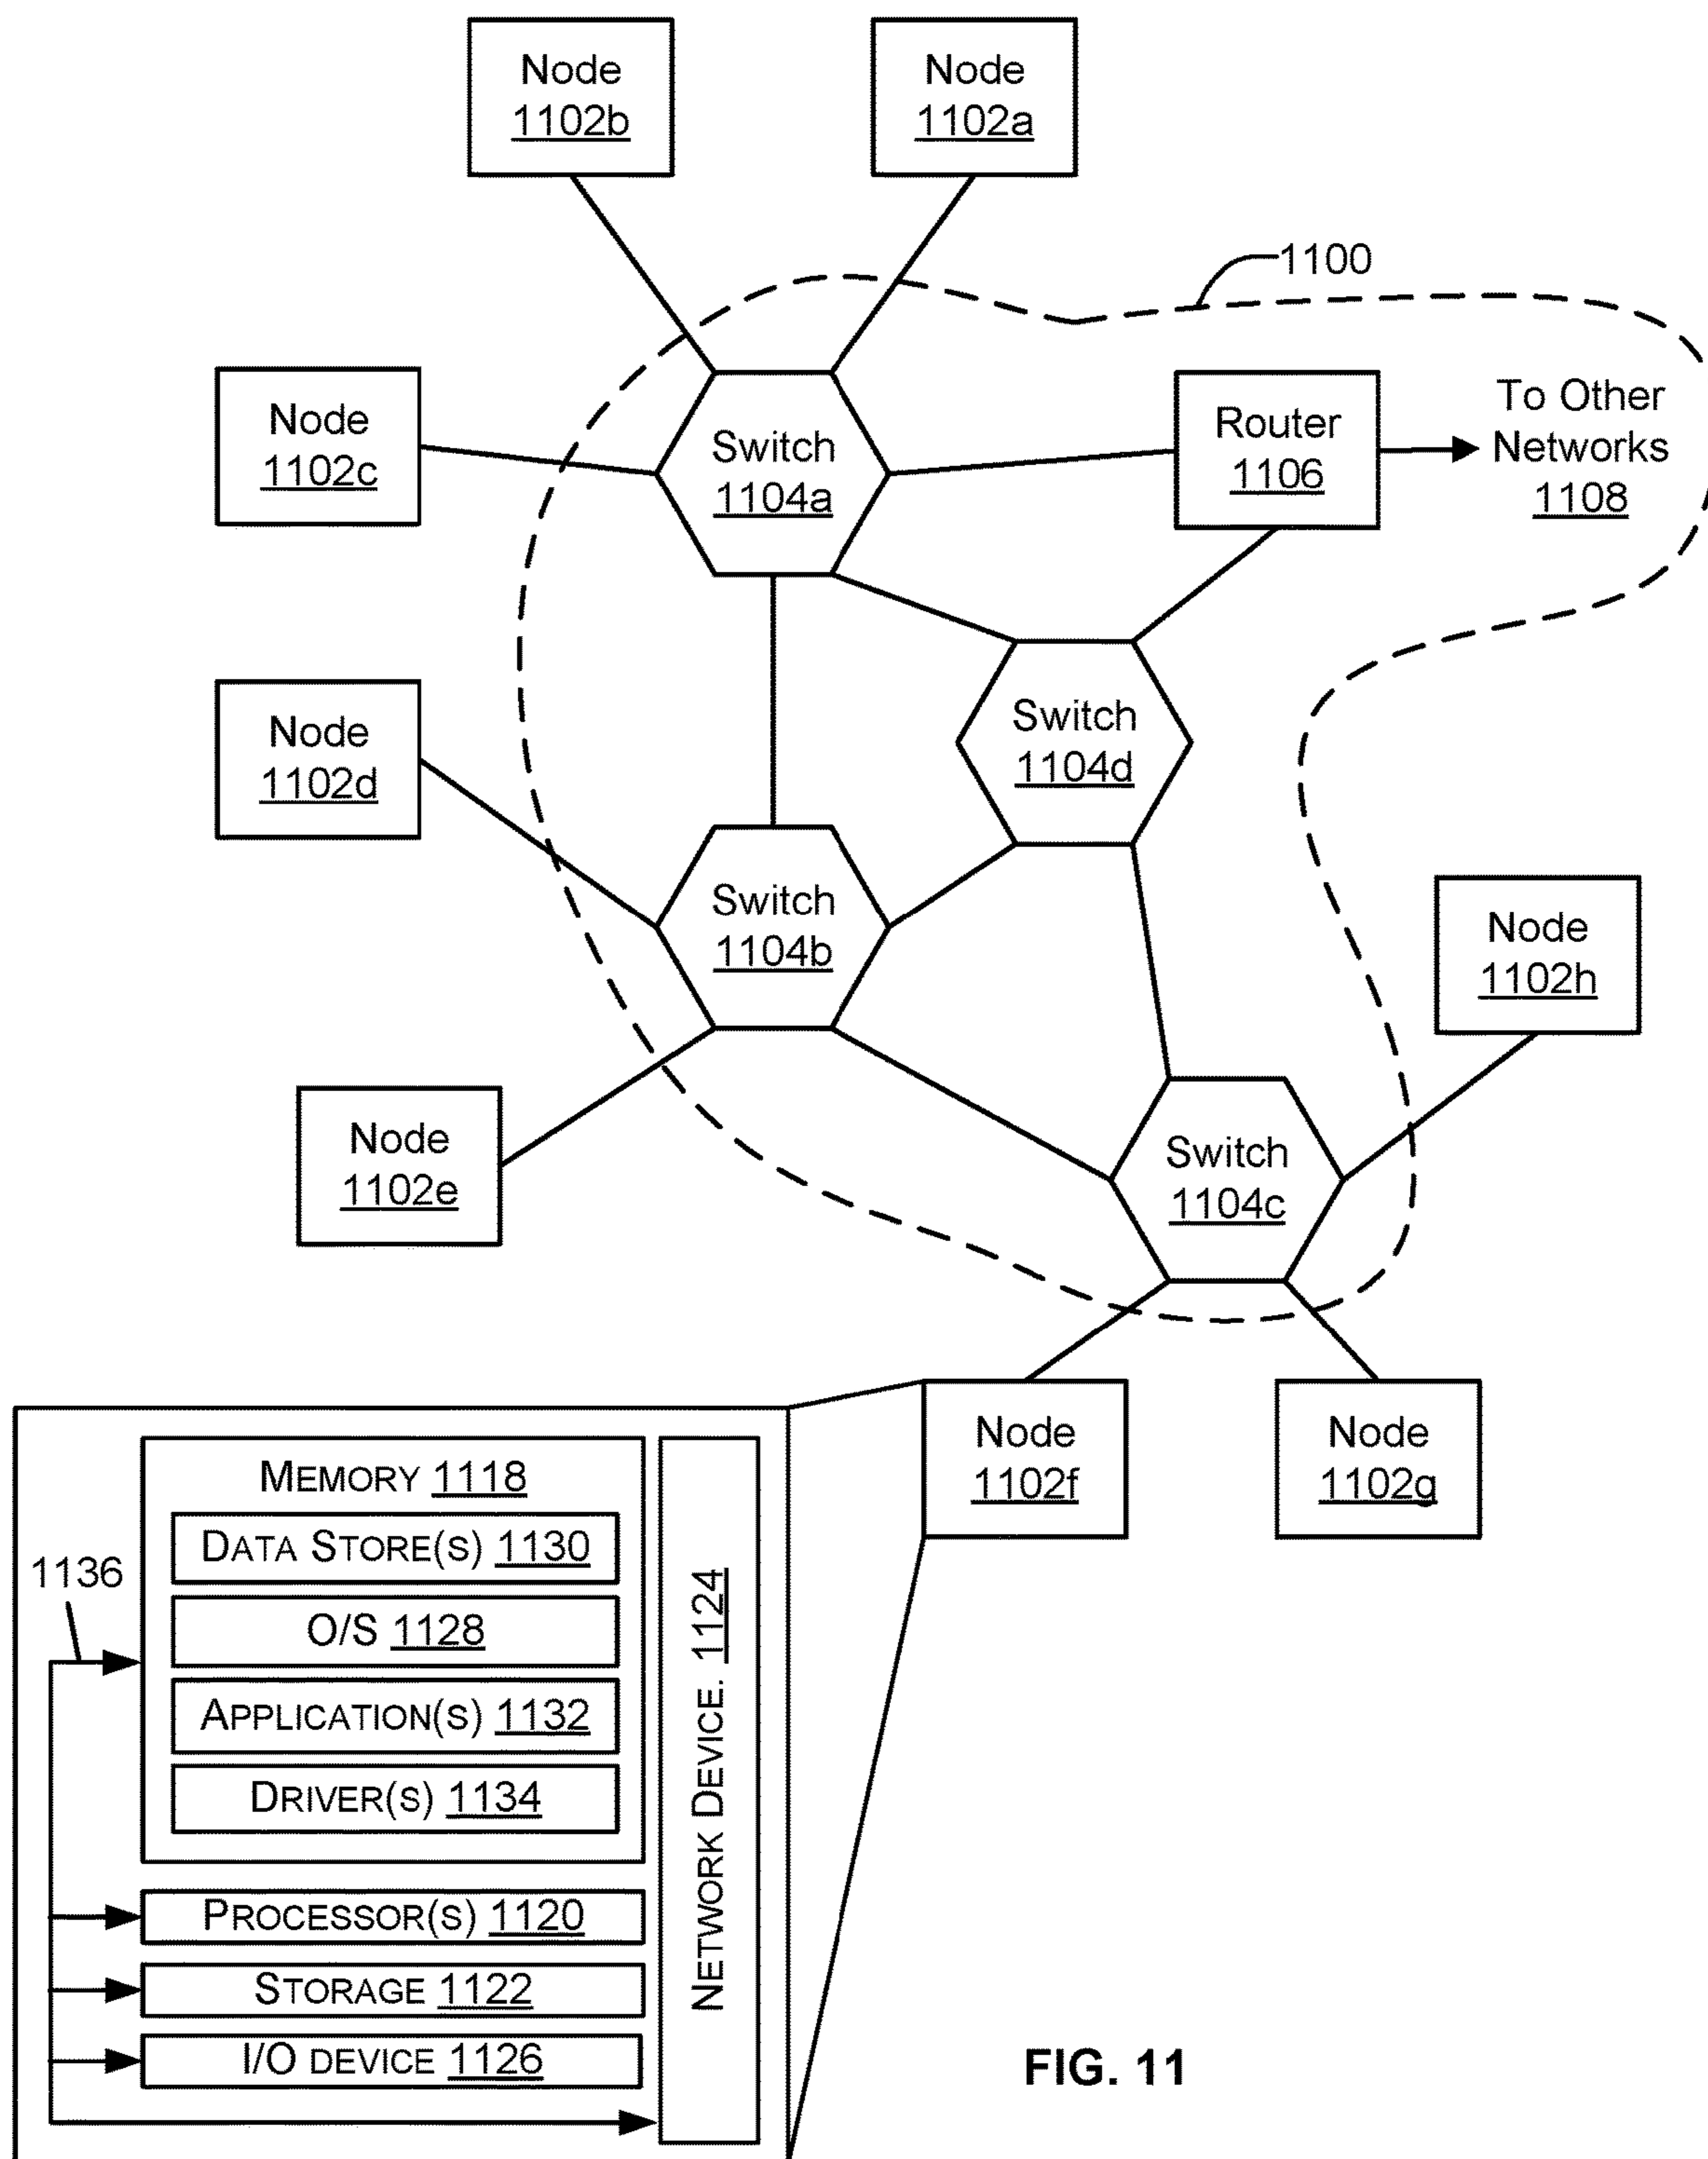 Node
1102b
Node
1102a
1100
Node
1102c
Switch
1104a
Router
1106
To Other
Networks
1108
Node
1102d
Switch
1104d
Switch
1104b
Node
1102h
Node
1102e
Switch
1104c
Node
1102f
Node
1102g
MEMORY 1118
DATA STORE(S) 1130
1136
O/S 1128
APPLICATION(S) 1132
DRIVER(S) 1134
NETWORK DEVICE. 1124
PROCESSOR(S) 1120
STORAGE 1122
I/O DEVICE 1126
FIG. 11